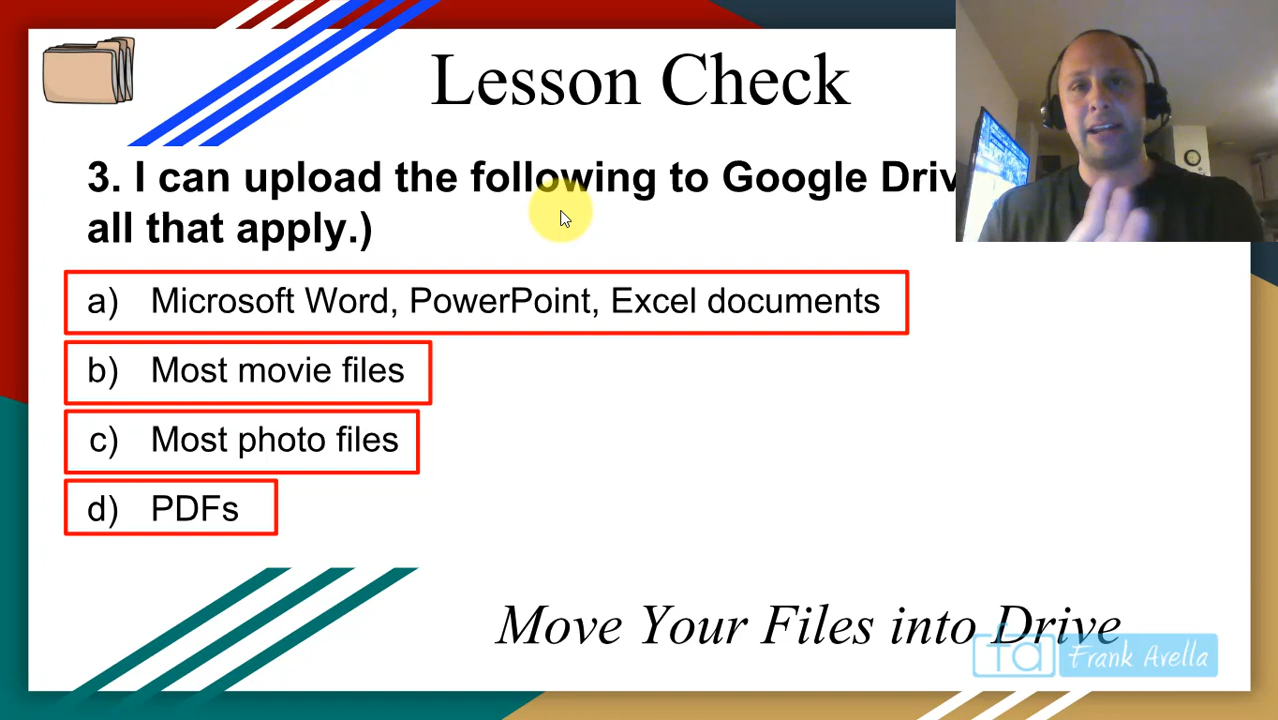 Lesson Check
3. I can upload the following to Google Driv
all that apply.)
a) Microsoft Word, PowerPoint, Excel documents
b) Most movie files
c) Most photo files
d) PDFs
Move Your Files into Drive
fa Frank Avella